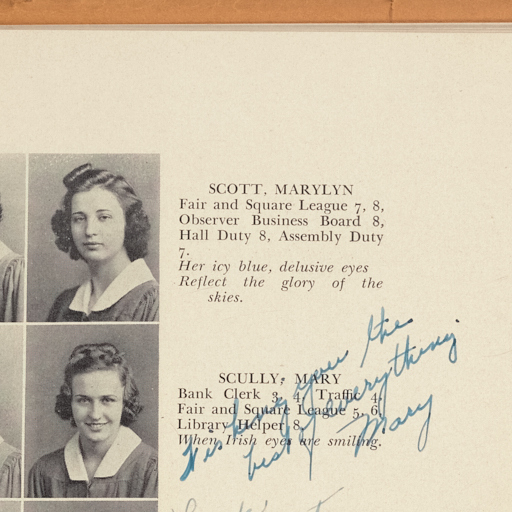 SCOTT, MARYLYN
Fair and Square League 7, 8,
Observer Business Board 8,
Hall Duty 8, Assembly Duty
7.
Her icy blue, delusive eyes
Reflect the glory of the
skies.
SCULLY, MARY
Bank Clerk 3, 4, Traffic 4,
Fair and Square League 5, 6,
Library Helper 8.
When Irish eyes are smiling.
Wishing you the
best of everything
Mary